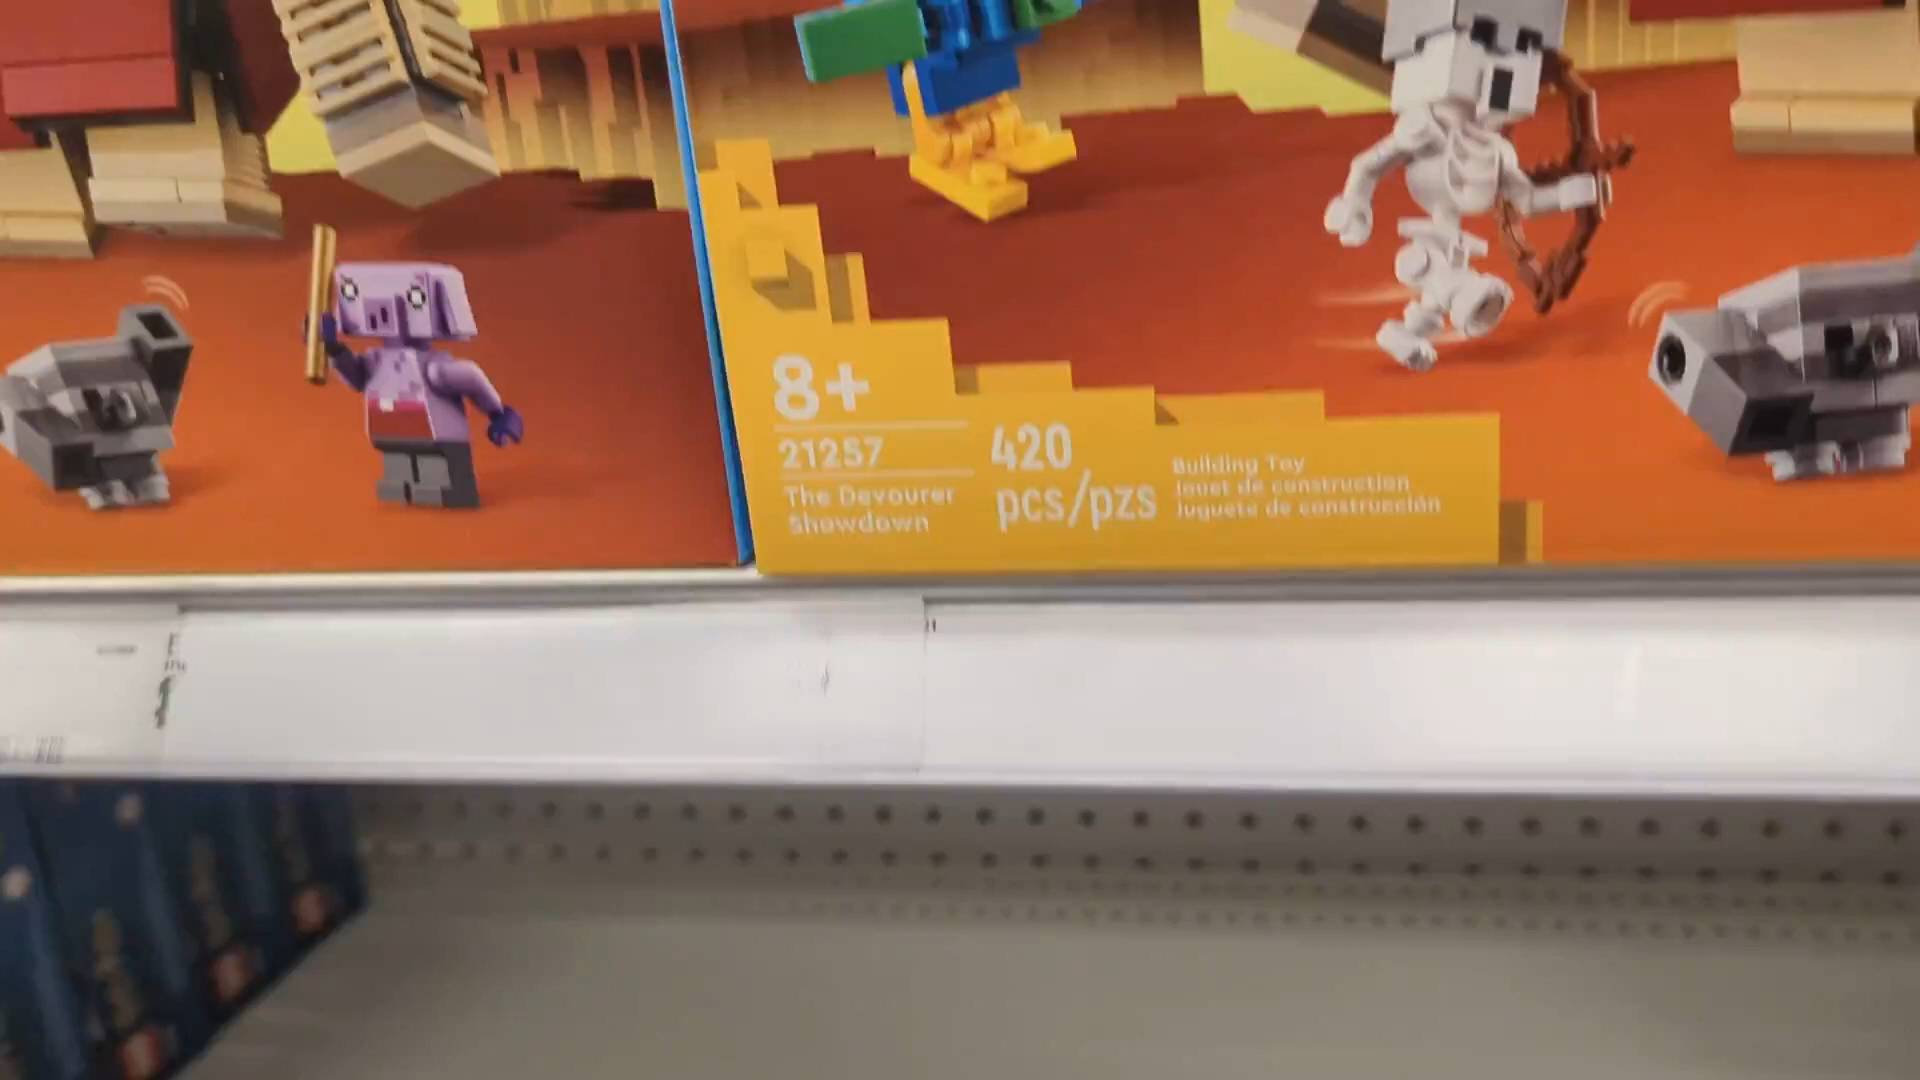 8+
21257
The Devourer
Showdown
420
pcs/pzs
Building Toy
Jouet de construction
Juguete de construcción